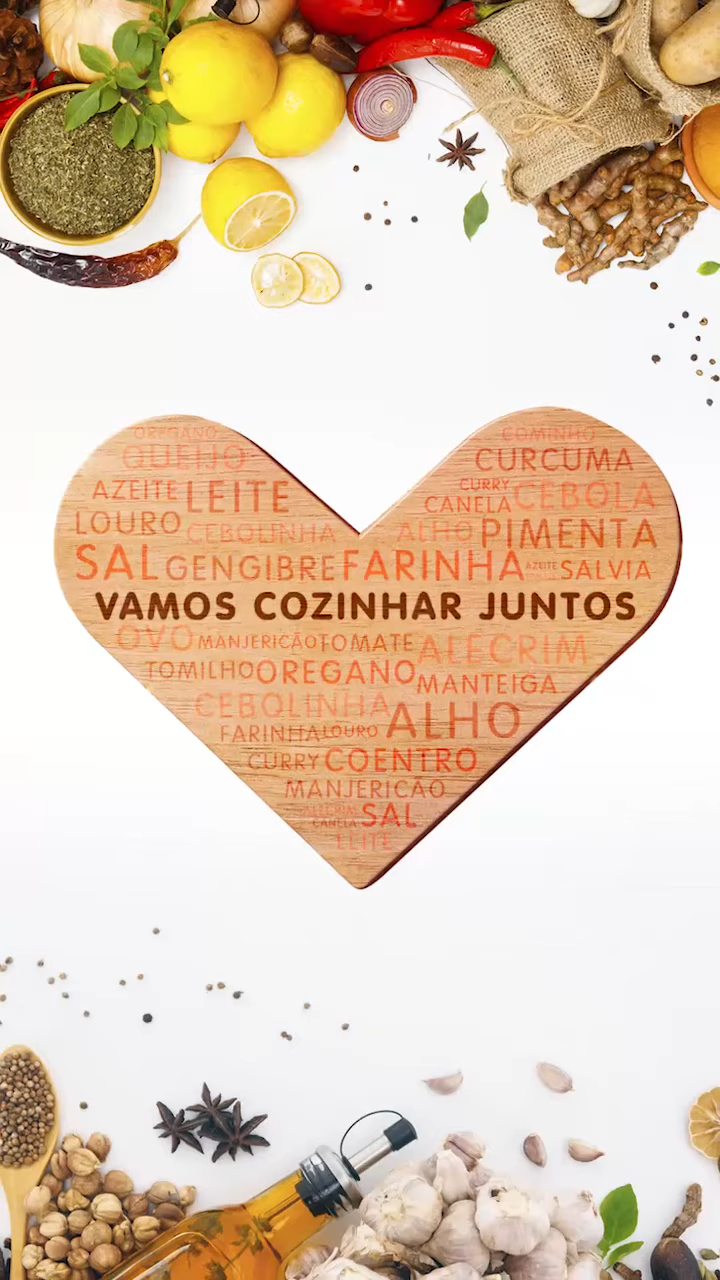 OREGANO COMINHO
QUEIJO CURCUMA
AZEITE LEITE CURRY CANELA CEBOLA
LOURO CEBOLINHA ALHO PIMENTA
SAL GENGIBRE FARINHA AZEITE SALVIA
VAMOS COZINHAR JUNTOS
OVO MANJERICÃO TOMATE ALECRIM
TOMILHO OREGANO MANTEIGA
CEBOLINHA ALHO
FARINHA LOURO
CURRY COENTRO
MANJERICÃO
ALECRIM CANELA SAL
LEITE